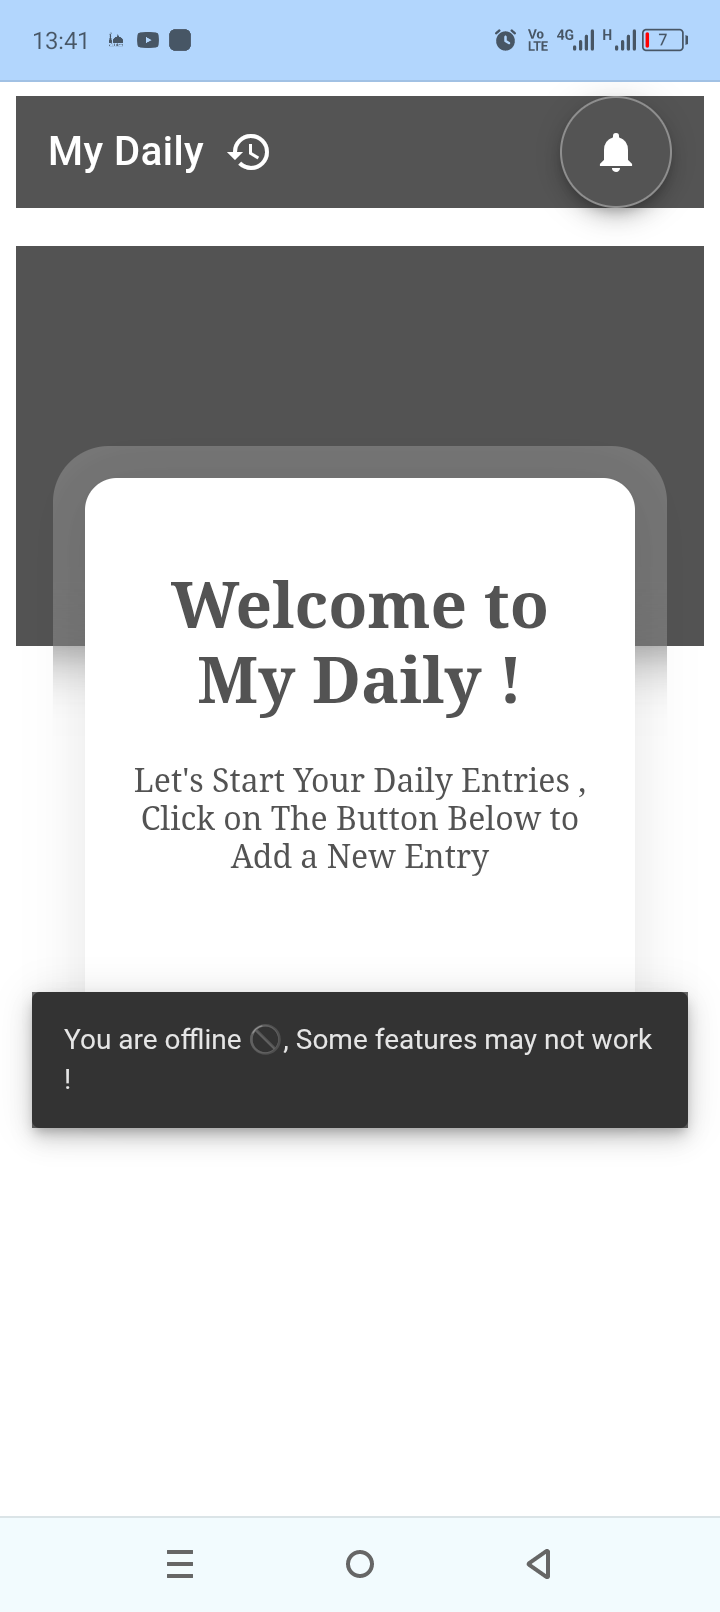 13:41
Vo LTE 4G H 7
My Daily
Welcome to
My Daily !
Let's Start Your Daily Entries ,
Click on The Button Below to
Add a New Entry
You are offline 🚫, Some features may not work
!